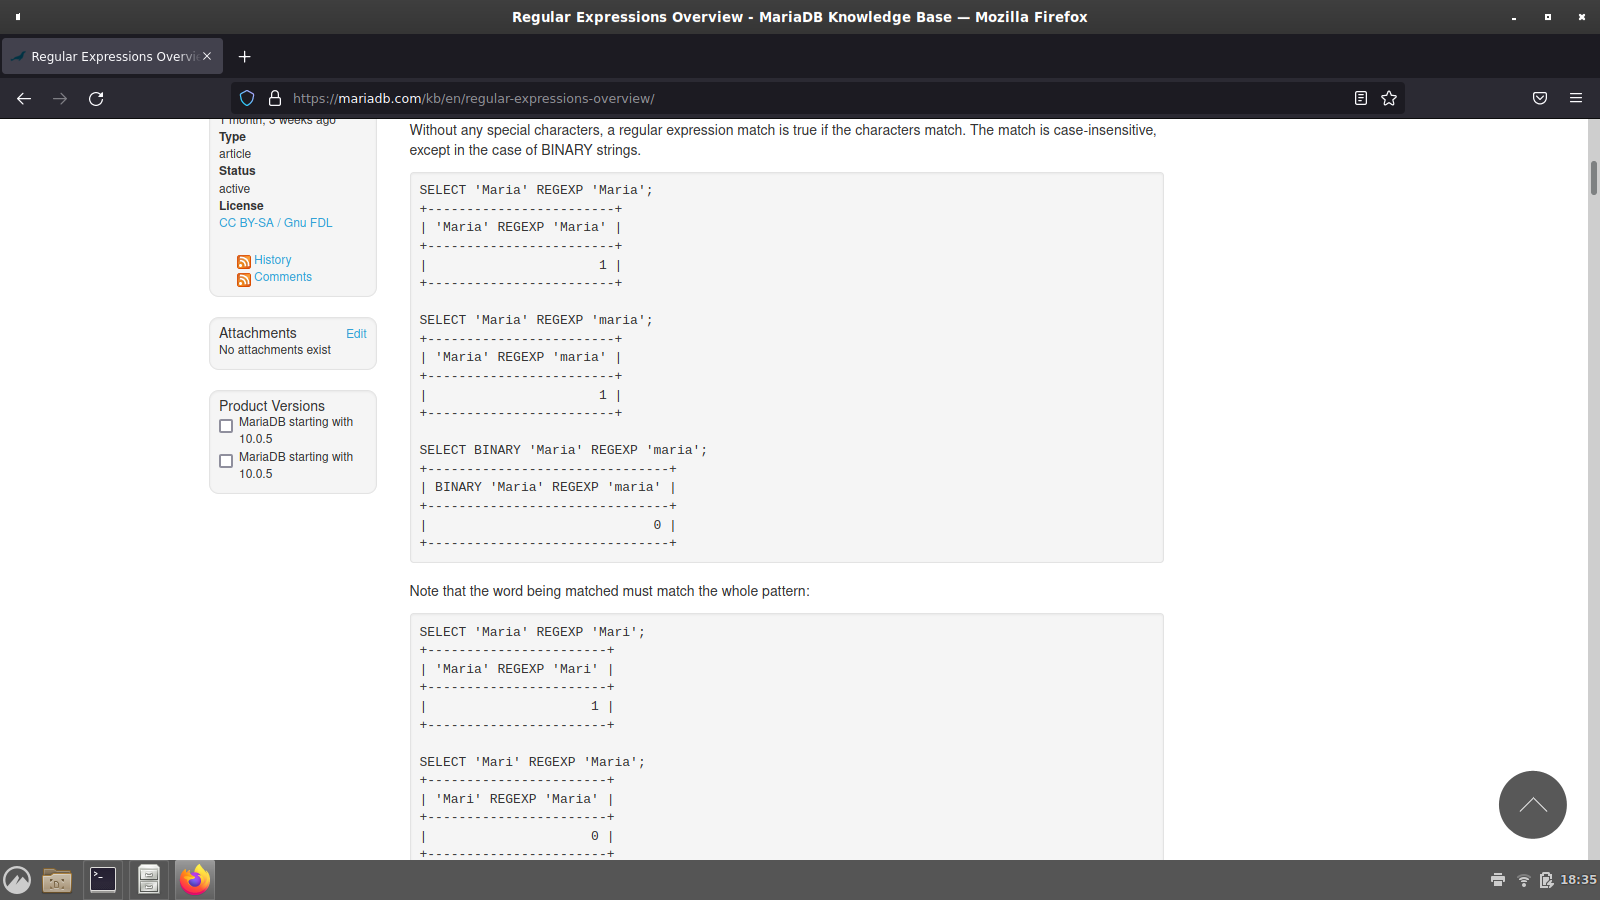 Regular Expressions Overview - MariaDB Knowledge Base — Mozilla Firefox
Regular Expressions Overvi
https://mariadb.com/kb/en/regular-expressions-overview/
1 month, 3 weeks ago
Type
article
Status
active
License
CC BY-SA / Gnu FDL
History
Comments
Attachments Edit
No attachments exist
Product Versions
MariaDB starting with
10.0.5
MariaDB starting with
10.0.5
Without any special characters, a regular expression match is true if the characters match. The match is case-insensitive,
except in the case of BINARY strings.
SELECT 'Maria' REGEXP 'Maria';
+------------------------+
| 'Maria' REGEXP 'Maria' |
+------------------------+
|                      1 |
+------------------------+
SELECT 'Maria' REGEXP 'maria';
+------------------------+
| 'Maria' REGEXP 'maria' |
+------------------------+
|                      1 |
+------------------------+
SELECT BINARY 'Maria' REGEXP 'maria';
+-------------------------------+
| BINARY 'Maria' REGEXP 'maria' |
+-------------------------------+
|                             0 |
+-------------------------------+
Note that the word being matched must match the whole pattern:
SELECT 'Maria' REGEXP 'Mari';
+-----------------------+
| 'Maria' REGEXP 'Mari' |
+-----------------------+
|                     1 |
+-----------------------+
SELECT 'Mari' REGEXP 'Maria';
+-----------------------+
| 'Mari' REGEXP 'Maria' |
+-----------------------+
|                     0 |
+-----------------------+
18:35